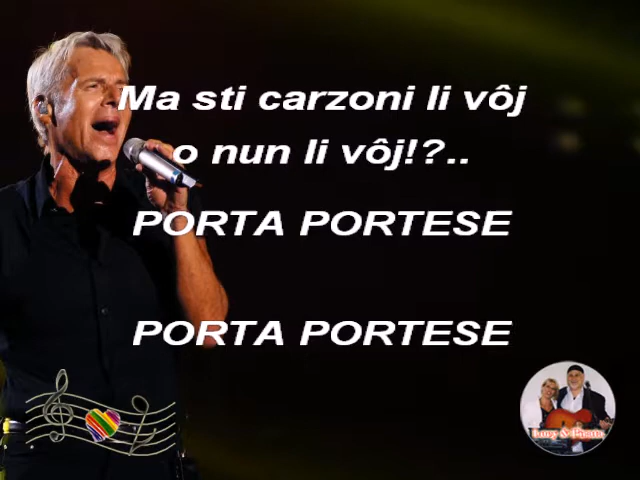 Ma sti carzoni li vôj
o nun li vôj!?..
PORTA PORTESE
PORTA PORTESE